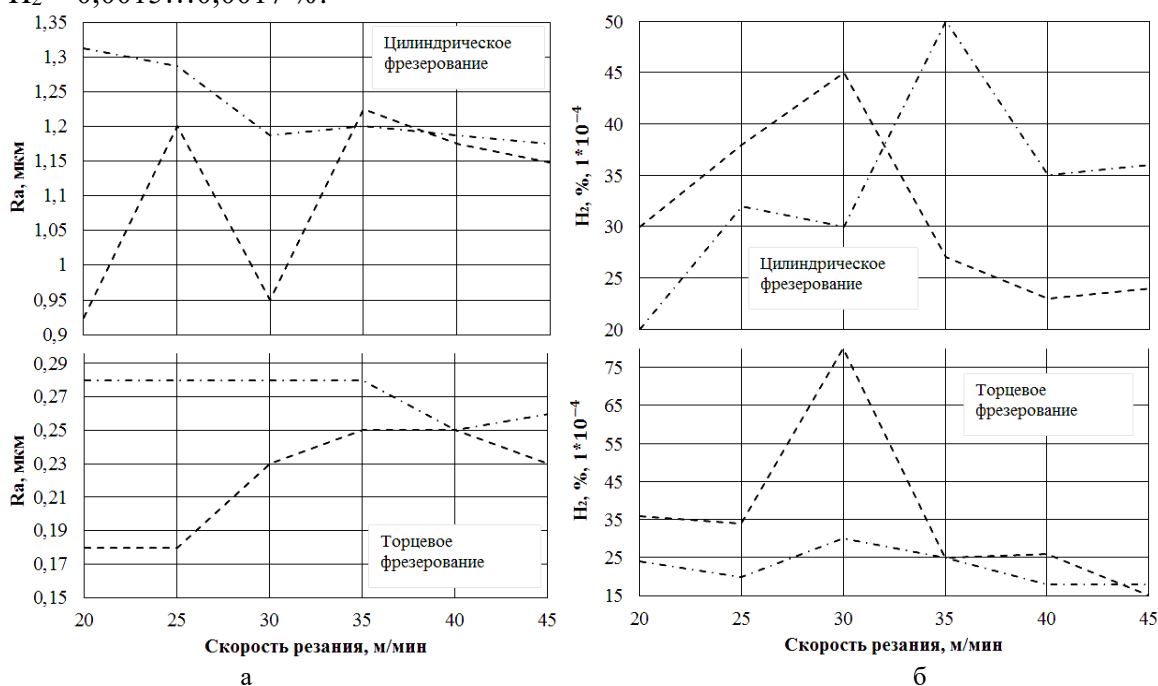 H₂ = 0,0015…0,0017 %.
1,35
1,3
1,25
1,2
1,15
1,1
1,05
1
0,95
0,9
Ra, мкм
Цилиндрическое
фрезерование
0,29
0,27
0,25
0,23
0,21
0,19
0,17
0,15
Ra, мкм
Торцевое
фрезерование
20 25 30 35 40 45
Скорость резания, м/мин
а
50
45
40
35
30
25
20
H₂, %, 1*10⁻⁴
Цилиндрическое
фрезерование
75
65
55
45
35
25
15
H₂, %, 1*10⁻⁴
Торцевое
фрезерование
20 25 30 35 40 45
Скорость резания, м/мин
б